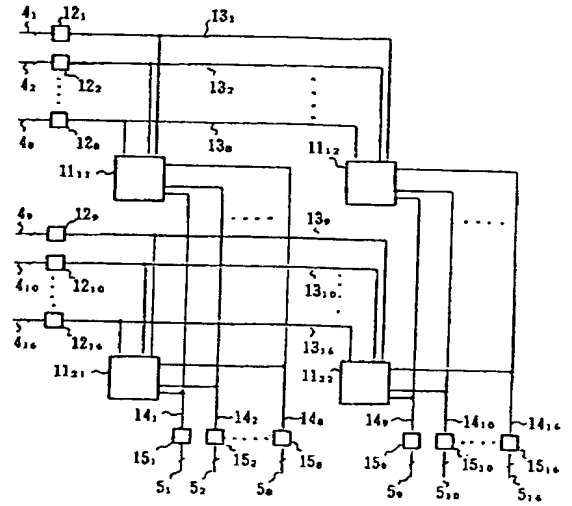 4₁ 12₁ 13₁
4₂ 12₂ 13₂
4₈ 12₈ 13₈
11₁₁ 11₁₂
4₉ 12₉ 13₉
4₁₀ 12₁₀ 13₁₀
4₁₆ 12₁₆ 13₁₆
11₂₁ 11₂₂
14₁ 14₂ 14₈ 14₉ 14₁₀ 14₁₆
15₁ 15₂ 15₈ 15₉ 15₁₀ 15₁₆
5₁ 5₂ 5₈ 5₉ 5₁₀ 5₁₆